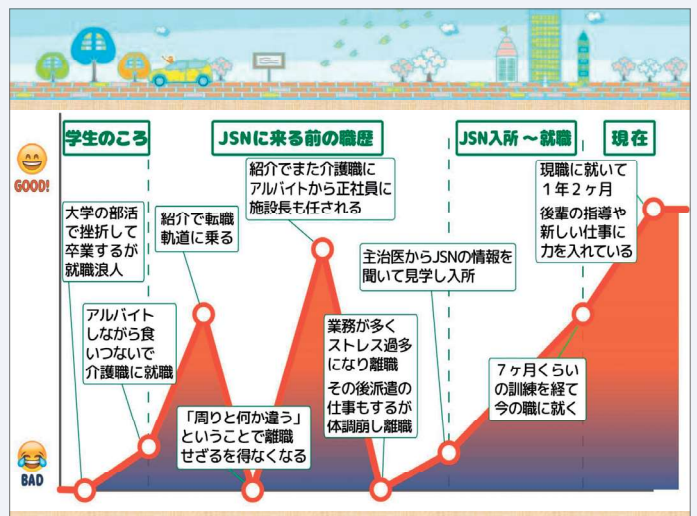 学生のころ
JSNに来る前の職歴
JSN入所～就職
現在
GOOD!
BAD
大学の部活
で挫折して
卒業するが
就職浪人
アルバイト
しながら食
いつないで
介護職に就職
紹介で転職
軌道に乗る
「周りと何か違う」
ということで離職
せざるを得なくなる
紹介でまた介護職に
アルバイトから正社員に
施設長も任される
業務が多く
ストレス過多
になり離職
その後派遣の
仕事もするが
体調崩し離職
主治医からJSNの情報を
聞いて見学し入所
7ヶ月くらい
の訓練を経て
今の職に就く
現職に就いて
1年2ヶ月
後輩の指導や
新しい仕事に
力を入れている